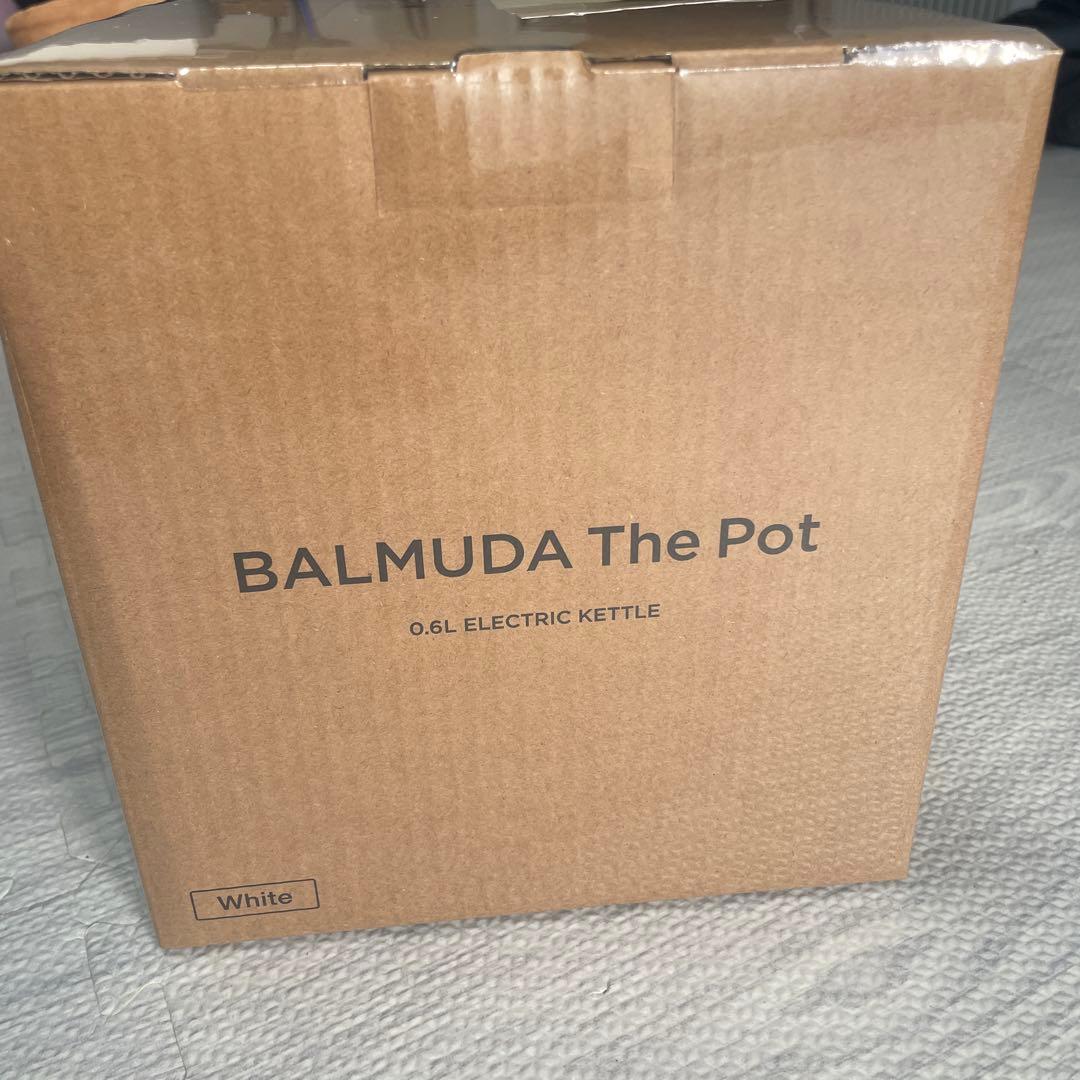 BALMUDA The Pot
0.6L ELECTRIC KETTLE
White